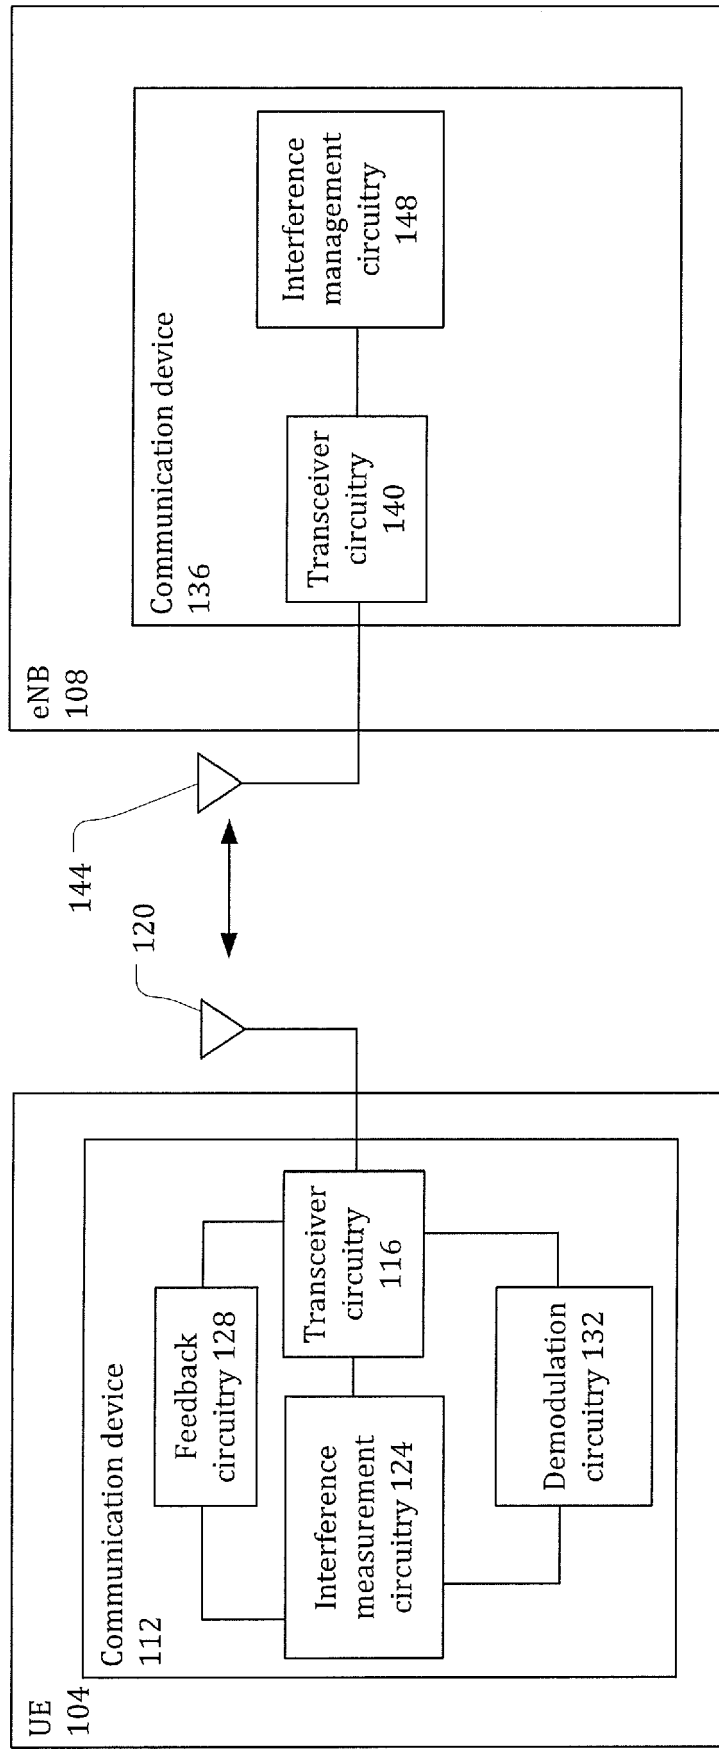 UE
104
Communication device
112
Feedback
circuitry 128
Interference
measurement
circuitry 124
Transceiver
circuitry
116
Demodulation
circuitry 132
120
144
eNB
108
Communication device
136
Transceiver
circuitry
140
Interference
management
circuitry
148